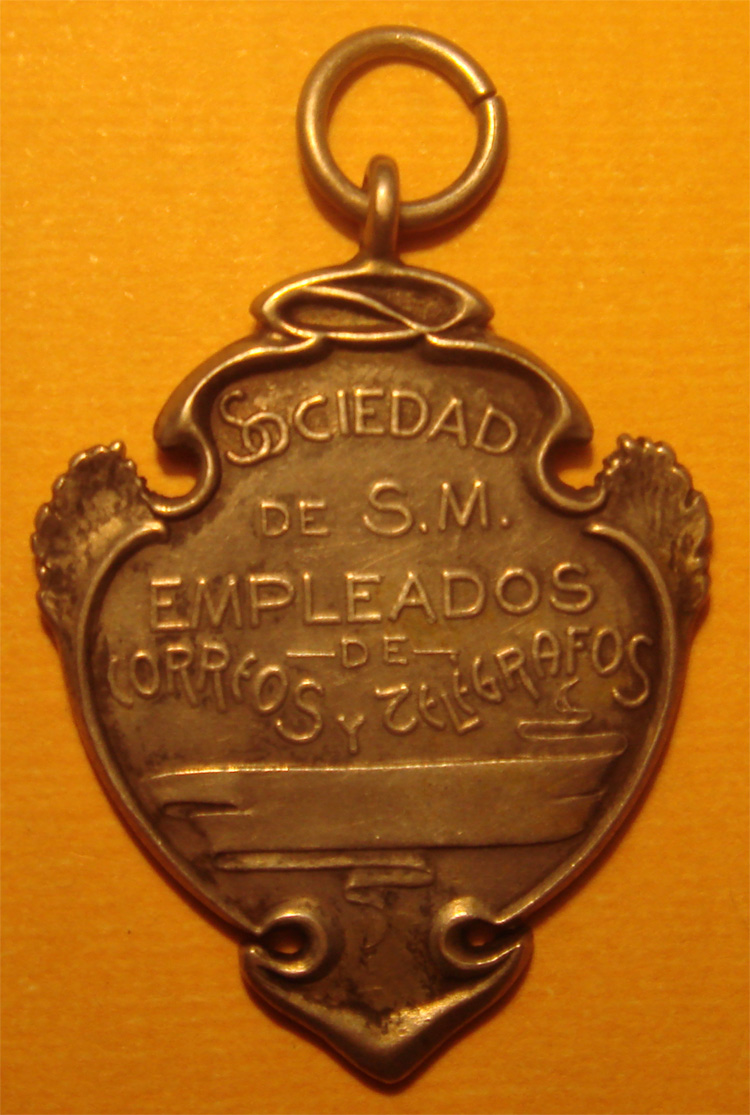 SOCIEDAD
DE S.M.
EMPLEADOS
-DE-
CORREOS Y TELEGRAFOS